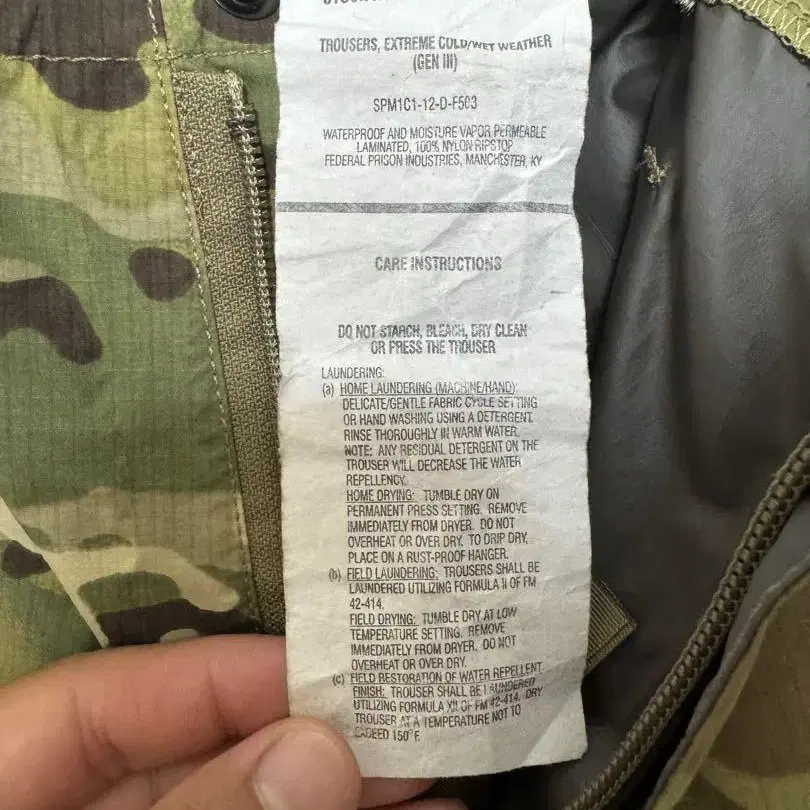 TROUSERS, EXTREME COLD/WET WEATHER
(GEN III)
SPM1C1-12-D-F503
WATERPROOF AND MOISTURE VAPOR PERMEABLE
LAMINATED, 100% NYLON RIPSTOP
FEDERAL PRISON INDUSTRIES, MANCHESTER, KY
CARE INSTRUCTIONS
DO NOT STARCH, BLEACH, DRY CLEAN
OR PRESS THE TROUSER
LAUNDERING:
(a) HOME LAUNDERING (MACHINE/HAND):
DELICATE/GENTLE FABRIC CYCLE SETTING
OR HAND WASHING USING A DETERGENT.
RINSE THOROUGHLY IN WARM WATER.
NOTE: ANY RESIDUAL DETERGENT ON THE
TROUSER WILL DECREASE THE WATER
REPELLENCY.
HOME DRYING: TUMBLE DRY ON
PERMANENT PRESS SETTING. REMOVE
IMMEDIATELY FROM DRYER. DO NOT
OVERHEAT OR OVER DRY. TO DRIP DRY,
PLACE ON A RUST-PROOF HANGER.
(b) FIELD LAUNDERING: TROUSERS SHALL BE
LAUNDERED UTILIZING FORMULA II OF FM
42-414.
FIELD DRYING: TUMBLE DRY AT LOW
TEMPERATURE SETTING. REMOVE
IMMEDIATELY FROM DRYER. DO NOT
OVERHEAT OR OVER DRY.
(c) FIELD RESTORATION OF WATER REPELLENT
FINISH: TROUSER SHALL BE LAUNDERED
UTILIZING FORMULA XII OF FM 42-414. DRY
TROUSER AT A TEMPERATURE NOT TO
EXCEED 150° F.